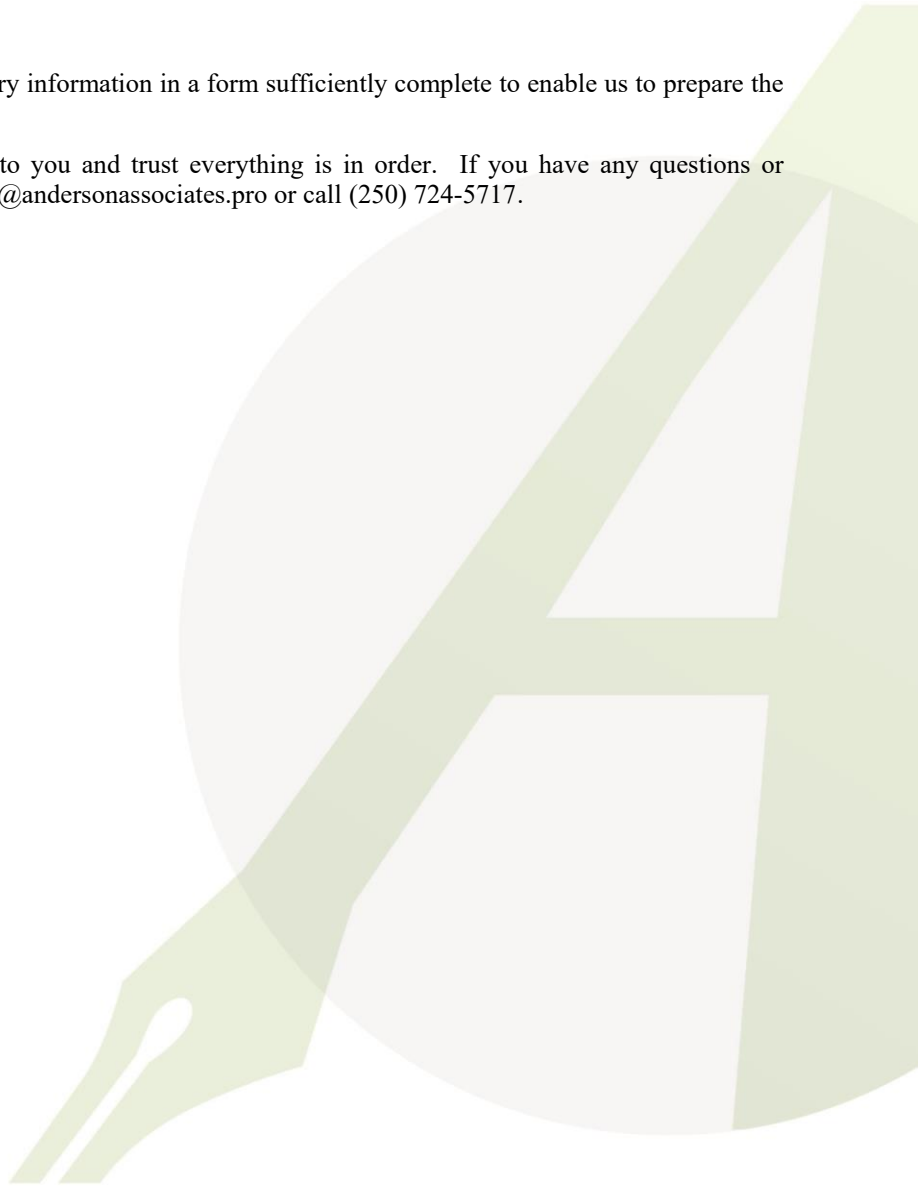 ry information in a form sufficiently complete to enable us to prepare the
to you and trust everything is in order. If you have any questions or
@andersonassociates.pro or call (250) 724-5717.